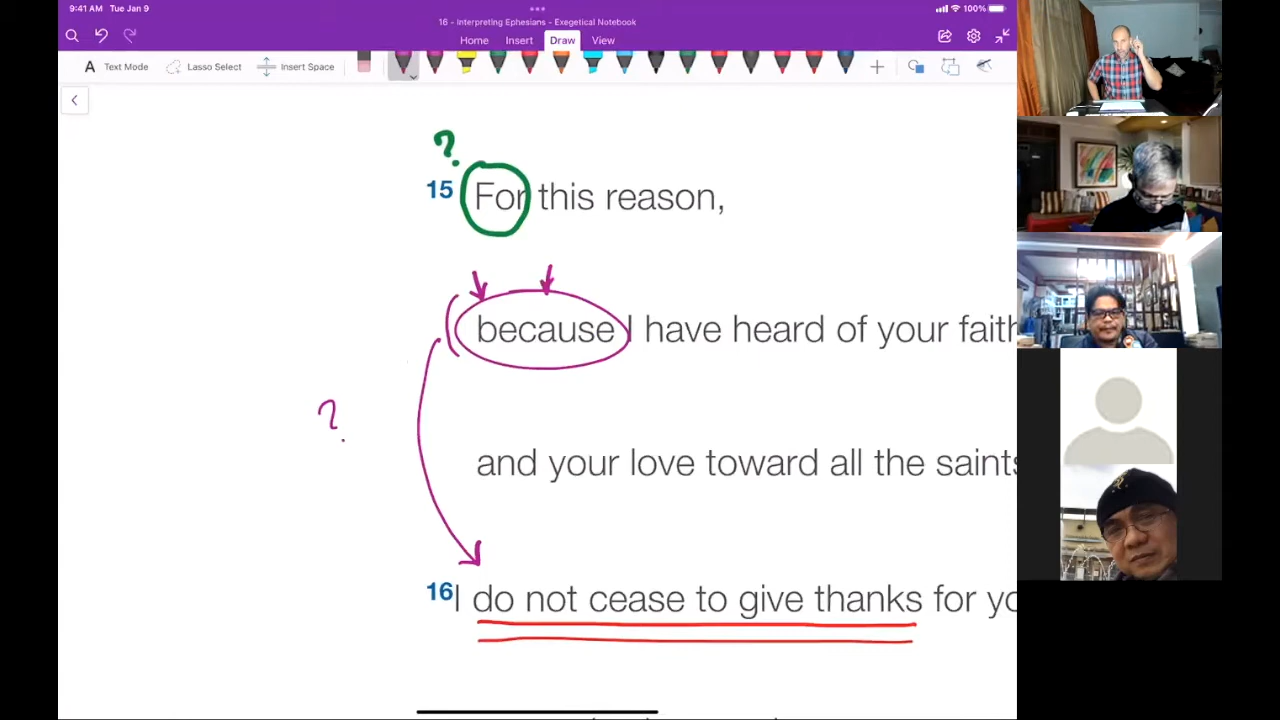 9:41 AM Tue Jan 9
100%
16 - Interpreting Ephesians - Exegetical Notebook
Home Insert Draw View
A Text Mode Lasso Select Insert Space
?
15 For this reason,
because I have heard of your faith
?
and your love toward all the saints
16 I do not cease to give thanks for yo